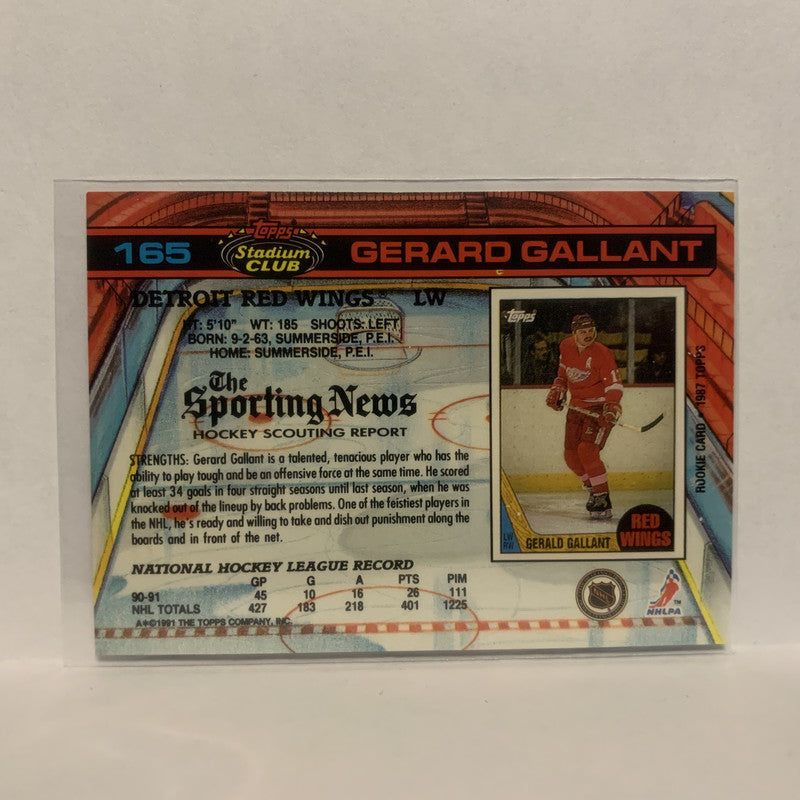 165 Topps Stadium CLUB GERARD GALLANT
DETROIT RED WINGS LW
HT: 5'10" WT: 185 SHOOTS: LEFT
BORN: 9-2-63, SUMMERSIDE, P.E.I.
HOME: SUMMERSIDE, P.E.I.
The
Sporting News
HOCKEY SCOUTING REPORT
STRENGTHS: Gerard Gallant is a talented, tenacious player who has the
ability to play tough and be an offensive force at the same time. He scored
at least 34 goals in four straight seasons until last season, when he was
knocked out of the lineup by back problems. One of the feistiest players in
the NHL, he's ready and willing to take and dish out punishment along the
boards and in front of the net.
NATIONAL HOCKEY LEAGUE RECORD
GP G A PTS PIM
90-91 45 10 16 26 111
NHL TOTALS 427 183 218 401 1225
A*©1991 THE TOPPS COMPANY, INC.
topps
A
LW
RW
GERALD GALLANT
RED
WINGS
ROOKIE CARD 1987 TOPPS
NHL
NHLPA
TM